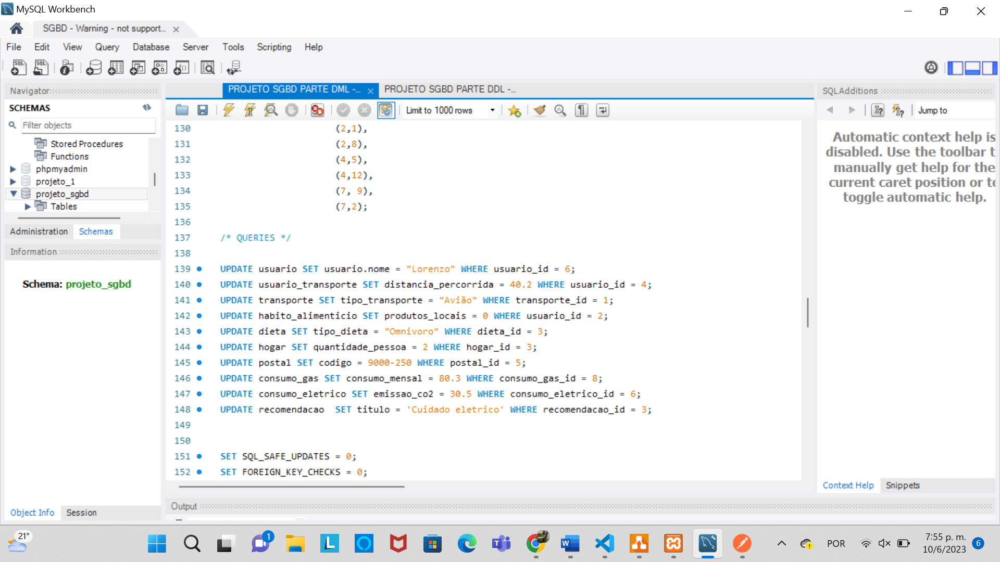 MySQL Workbench
SGBD - Warning - not support...
File Edit View Query Database Server Tools Scripting Help
Navigator
SCHEMAS
Filter objects
Stored Procedures
Functions
phpmyadmin
projeto_1
projeto_sgbd
Tables
Administration Schemas
Information
Schema: projeto_sgbd
Object Info Session
PROJETO SGBD PARTE DML -... PROJETO SGBD PARTE DDL -...
Limit to 1000 rows
130 (2,1),
131 (2,8),
132 (4,5),
133 (4,12),
134 (7, 9),
135 (7,2);
136
137 /* QUERIES */
138
139 UPDATE usuario SET usuario.nome = "Lorenzo" WHERE usuario_id = 6;
140 UPDATE usuario_transporte SET distancia_percorrida = 40.2 WHERE usuario_id = 4;
141 UPDATE transporte SET tipo_transporte = "Avião" WHERE transporte_id = 1;
142 UPDATE habito_alimenticio SET produtos_locais = 0 WHERE usuario_id = 2;
143 UPDATE dieta SET tipo_dieta = "Omnivoro" WHERE dieta_id = 3;
144 UPDATE hogar SET quantidade_pessoa = 2 WHERE hogar_id = 3;
145 UPDATE postal SET codigo = 9000-250 WHERE postal_id = 5;
146 UPDATE consumo_gas SET consumo_mensal = 80.3 WHERE consumo_gas_id = 8;
147 UPDATE consumo_eletrico SET emissao_co2 = 30.5 WHERE consumo_eletrico_id = 6;
148 UPDATE recomendacao  SET titulo = 'Cuidado eletrico' WHERE recomendacao_id = 3;
149
150
151 SET SQL_SAFE_UPDATES = 0;
152 SET FOREIGN_KEY_CHECKS = 0;
Output
SQLAdditions
Jump to
Automatic context help is
disabled. Use the toolbar t
manually get help for the
current caret position or to
toggle automatic help.
Context Help Snippets
21°
1
POR
7:55 p. m.
10/6/2023
6